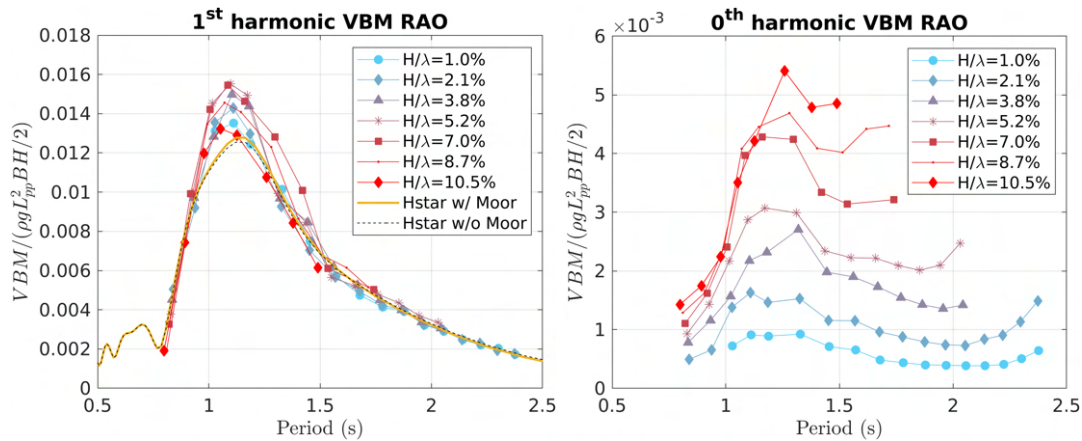 1st harmonic VBM RAO
0.018
0.016
0.014
0.012
0.010
0.008
0.006
0.004
0.002
0.00
VBM/(ρgL²ppBH/2)
H/λ=1.0%
H/λ=2.1%
H/λ=3.8%
H/λ=5.2%
H/λ=7.0%
H/λ=8.7%
H/λ=10.5%
Hstar w/ Moor
Hstar w/o Moor
0.5
1
1.5
2
2.5
Period (s)
0th harmonic VBM RAO
×10-3
6
5
4
3
2
1
0
VBM/(ρgL²ppBH/2)
H/λ=1.0%
H/λ=2.1%
H/λ=3.8%
H/λ=5.2%
H/λ=7.0%
H/λ=8.7%
H/λ=10.5%
0.5
1
1.5
2
2.5
Period (s)